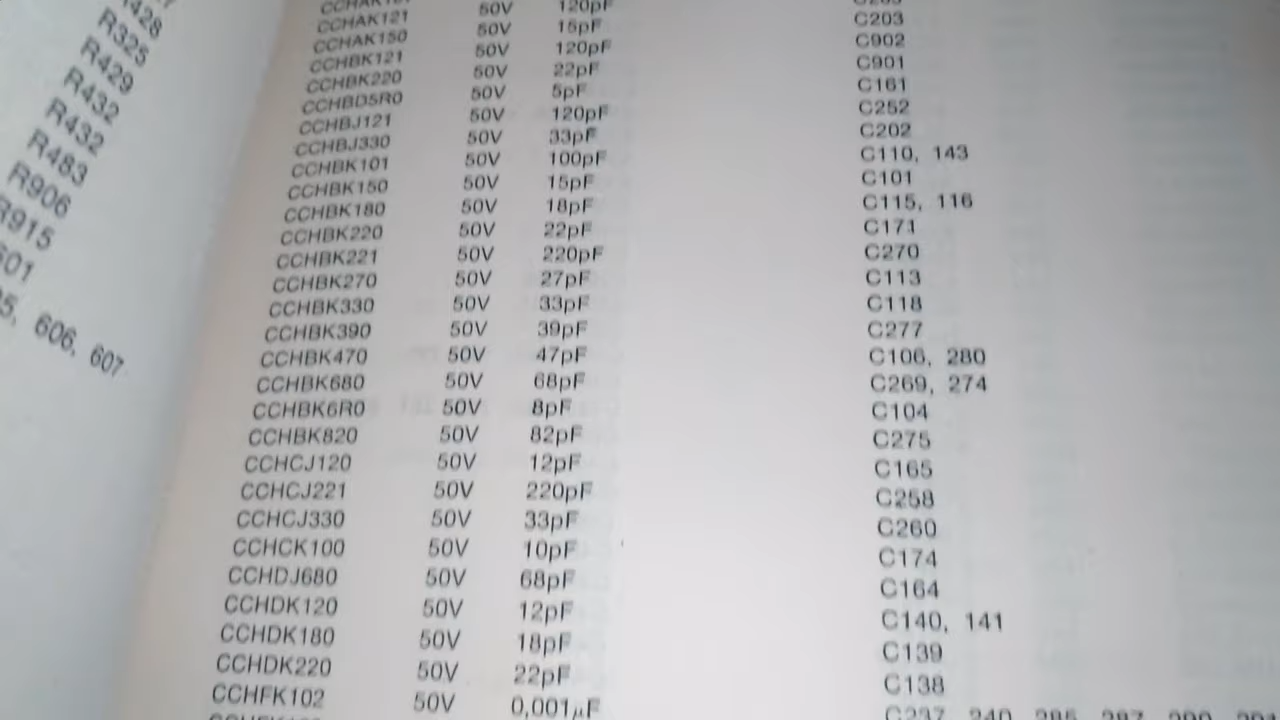 R325
R429
R432
R432
R483
R906
R915
606, 607
CCHAK121 50V 120pF
CCHAK150 50V 15pF C203
CCHBK121 50V 120pF C902
CCHBK220 50V 22pF C901
CCHBD5R0 50V 5pF C161
CCHBJ121 50V 120pF C252
CCHBJ330 50V 33pF C202
CCHBK101 50V 100pF C110, 143
CCHBK150 50V 15pF C101
CCHBK180 50V 18pF C115, 116
CCHBK220 50V 22pF C171
CCHBK221 50V 220pF C270
CCHBK270 50V 27pF C113
CCHBK330 50V 33pF C118
CCHBK390 50V 39pF C277
CCHBK470 50V 47pF C106, 280
CCHBK680 50V 68pF C269, 274
CCHBK6R0 50V 8pF C104
CCHBK820 50V 82pF C275
CCHCJ120 50V 12pF C165
CCHCJ221 50V 220pF C258
CCHCJ330 50V 33pF C260
CCHCK100 50V 10pF C174
CCHDJ680 50V 68pF C164
CCHDK120 50V 12pF C140, 141
CCHDK180 50V 18pF C139
CCHDK220 50V 22pF C138
CCHFK102 50V 0,001µF